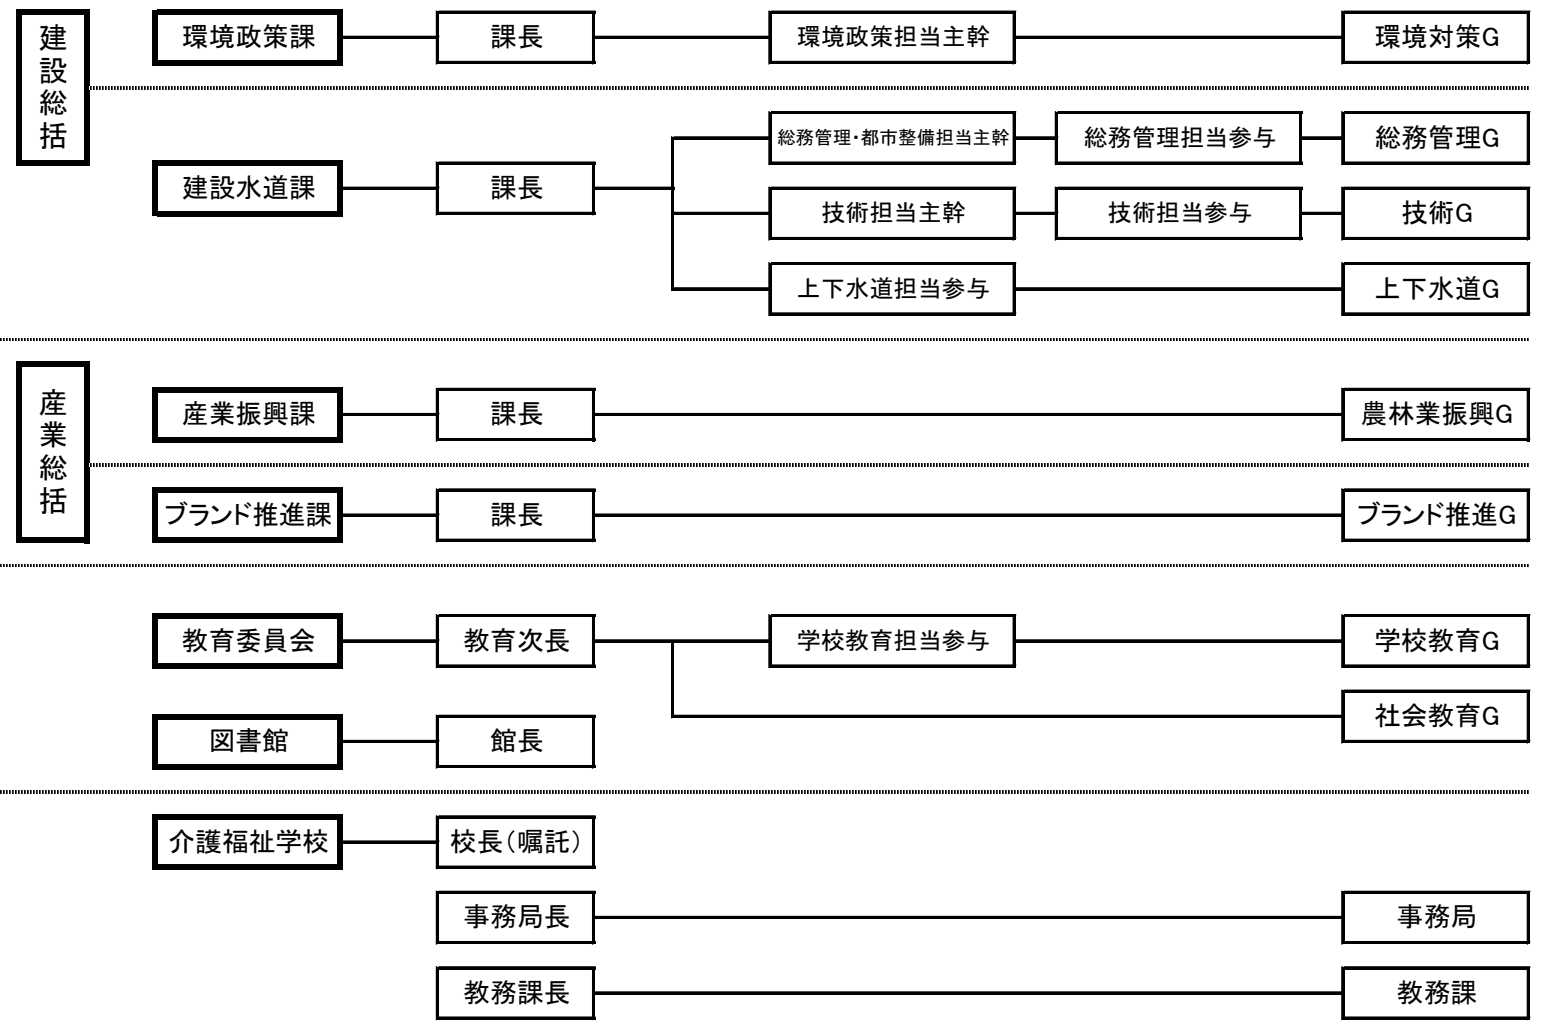 建設総括
環境政策課
課長
環境政策担当主幹
環境対策G
建設水道課
課長
総務管理・都市整備担当主幹
総務管理担当参与
総務管理G
技術担当主幹
技術担当参与
技術G
上下水道担当参与
上下水道G
産業総括
産業振興課
課長
農林業振興G
ブランド推進課
課長
ブランド推進G
教育委員会
教育次長
学校教育担当参与
学校教育G
社会教育G
図書館
館長
介護福祉学校
校長（嘱託）
事務局長
事務局
教務課長
教務課